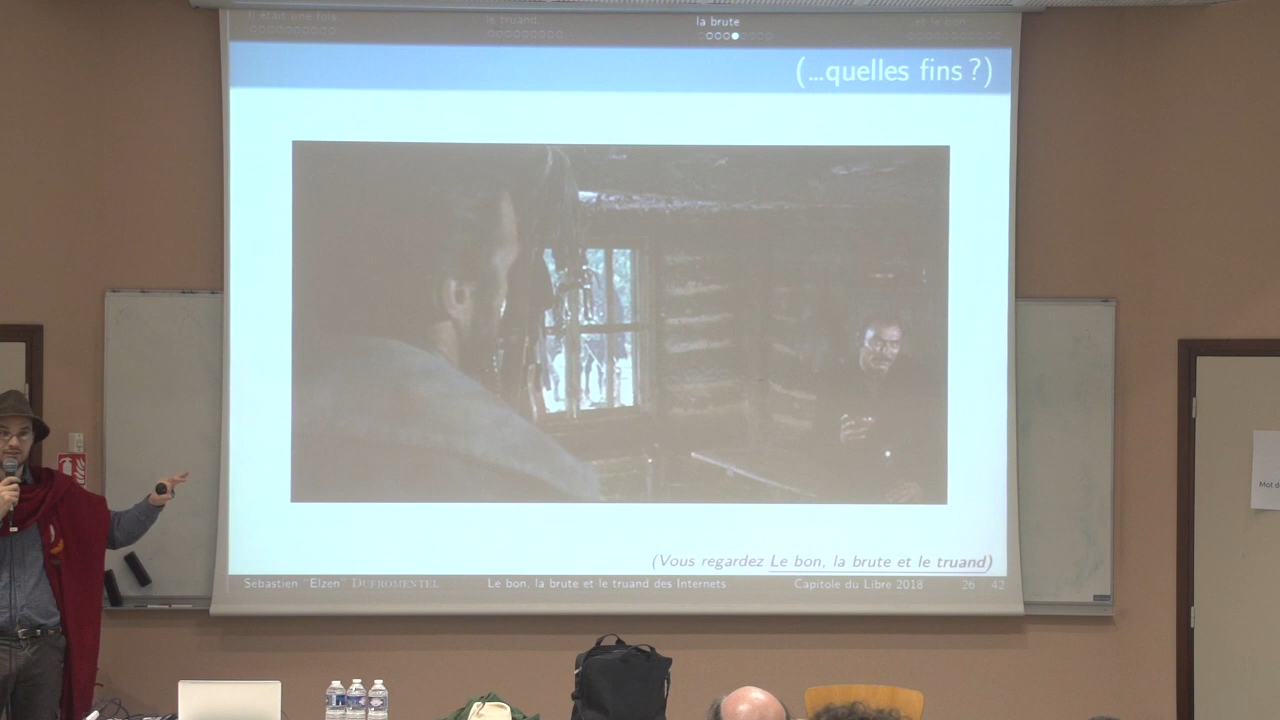 Il était une fois...
le truand,
la brute
et le bon
(...quelles fins ?)
(Vous regardez Le bon, la brute et le truand)
Sébastien "Elzen" DUFROMENTEL
Le bon, la brute et le truand des Internets
Capitole du Libre 2018
26 42
Mot d